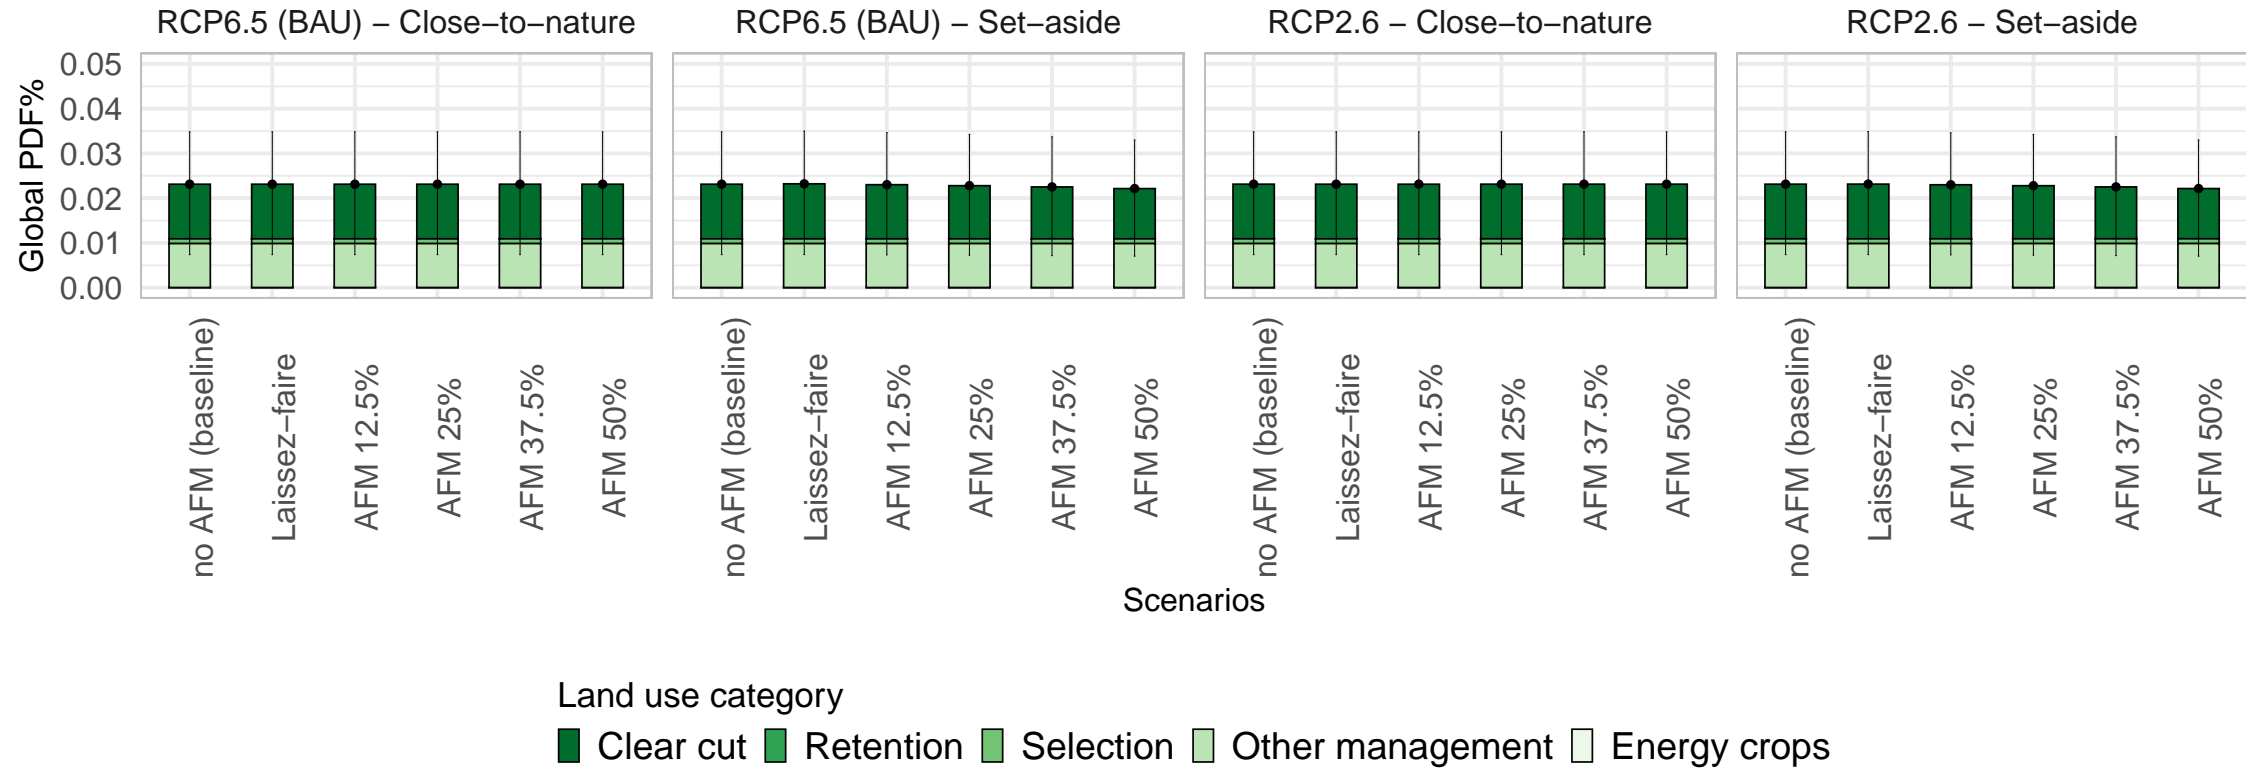 RCP6.5 (BAU) − Close−to−nature
RCP6.5 (BAU) − Set−aside
RCP2.6 − Close−to−nature
RCP2.6 − Set−aside
Global PDF%
0.05
0.04
0.03
0.02
0.01
0.00
no AFM (baseline)
Laissez−faire
AFM 12.5%
AFM 25%
AFM 37.5%
AFM 50%
no AFM (baseline)
Laissez−faire
AFM 12.5%
AFM 25%
AFM 37.5%
AFM 50%
no AFM (baseline)
Laissez−faire
AFM 12.5%
AFM 25%
AFM 37.5%
AFM 50%
no AFM (baseline)
Laissez−faire
AFM 12.5%
AFM 25%
AFM 37.5%
AFM 50%
Scenarios
Land use category
Clear cut
Retention
Selection
Other management
Energy crops